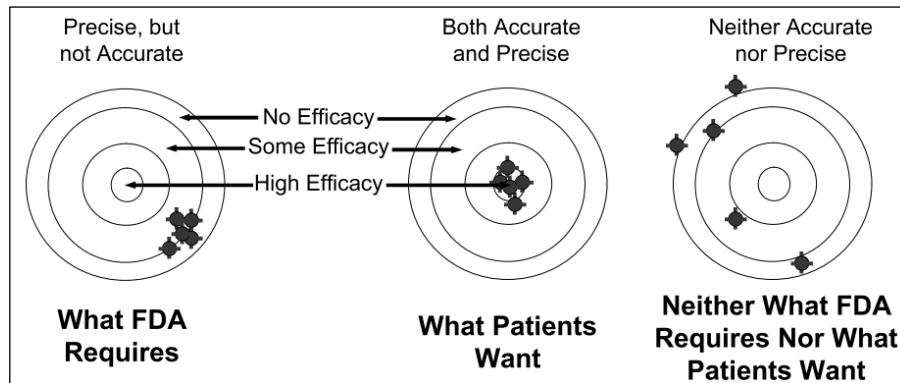 Precise, but
not Accurate
Both Accurate
and Precise
Neither Accurate
nor Precise
No Efficacy
Some Efficacy
High Efficacy
What FDA
Requires
What Patients
Want
Neither What FDA
Requires Nor What
Patients Want